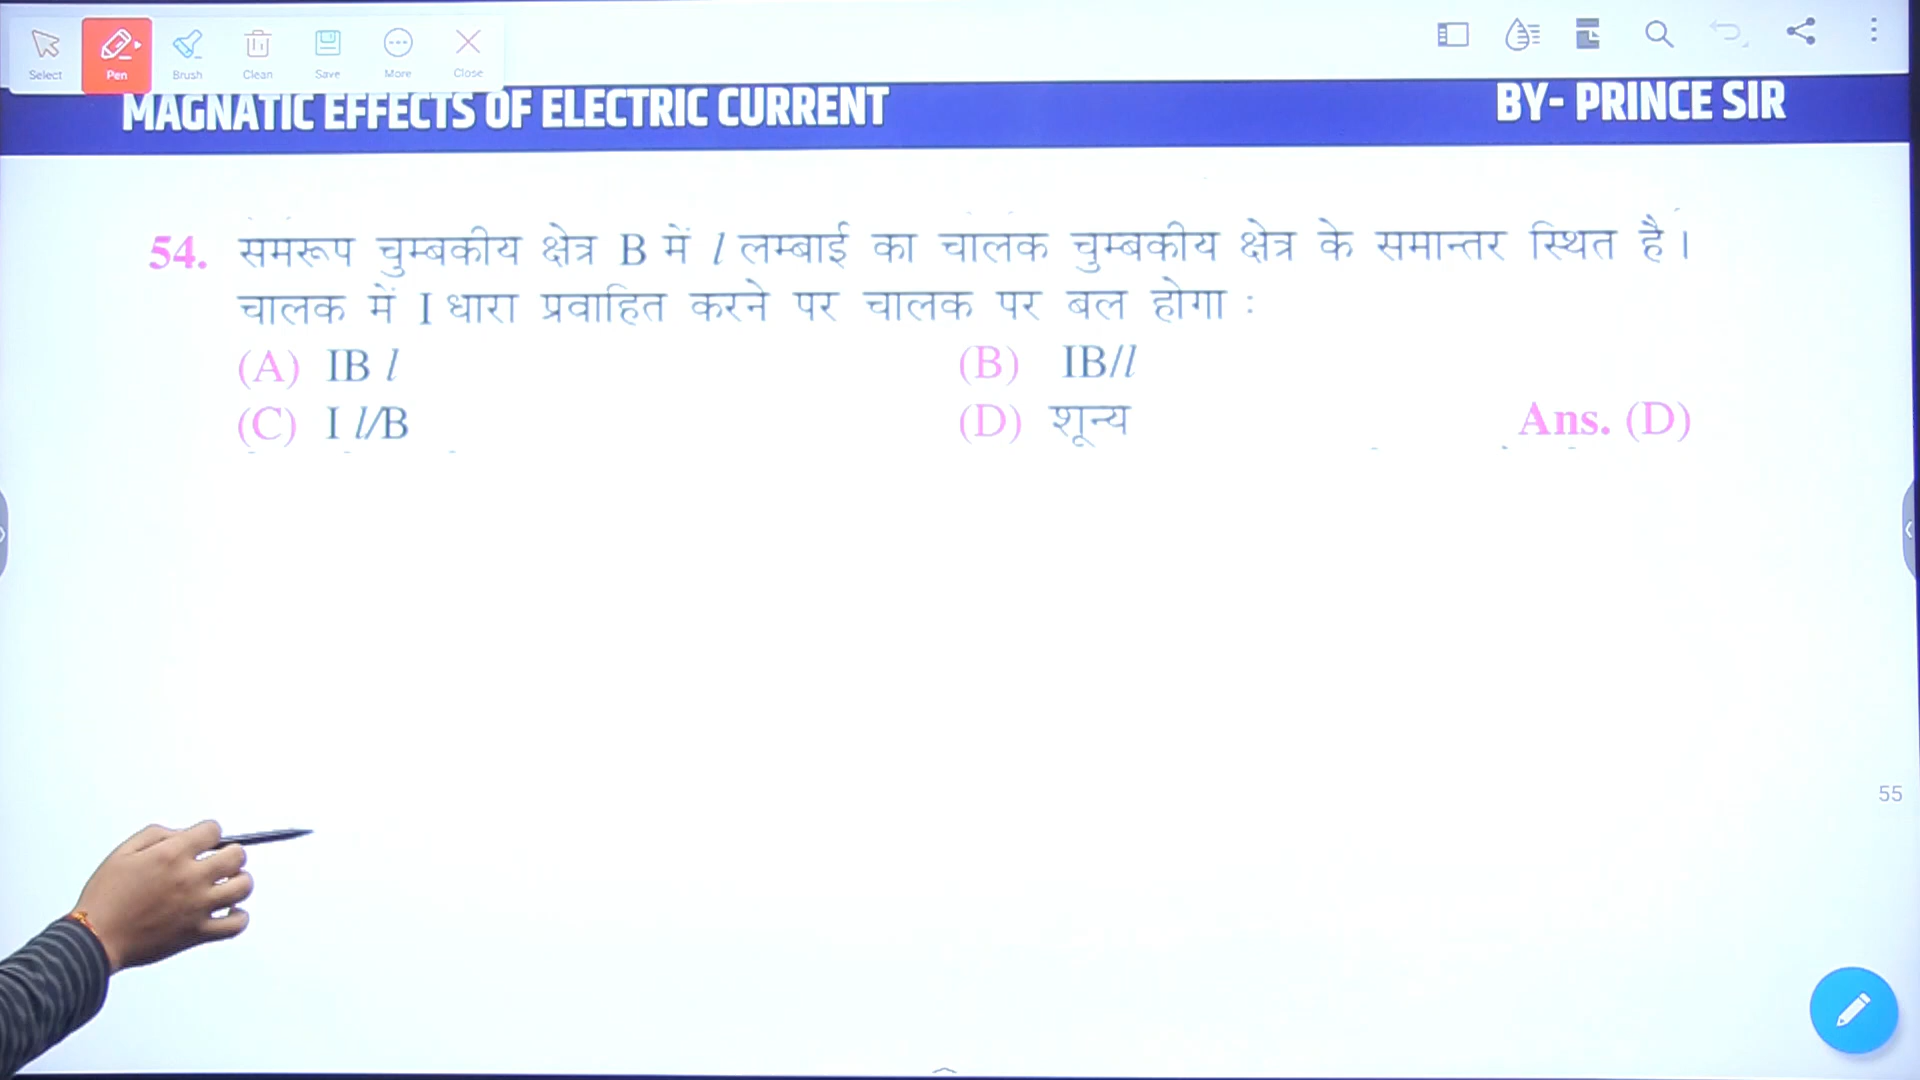 Select Pen Brush Clean Save More Close
MAGNATIC EFFECTS OF ELECTRIC CURRENT BY- PRINCE SIR
54. समरूप चुम्बकीय क्षेत्र B में l लम्बाई का चालक चुम्बकीय क्षेत्र के समान्तर स्थित है।
चालक में I धारा प्रवाहित करने पर चालक पर बल होगा :
(A) IB l (B) IB/l
(C) I l/B (D) शून्य Ans. (D)
55